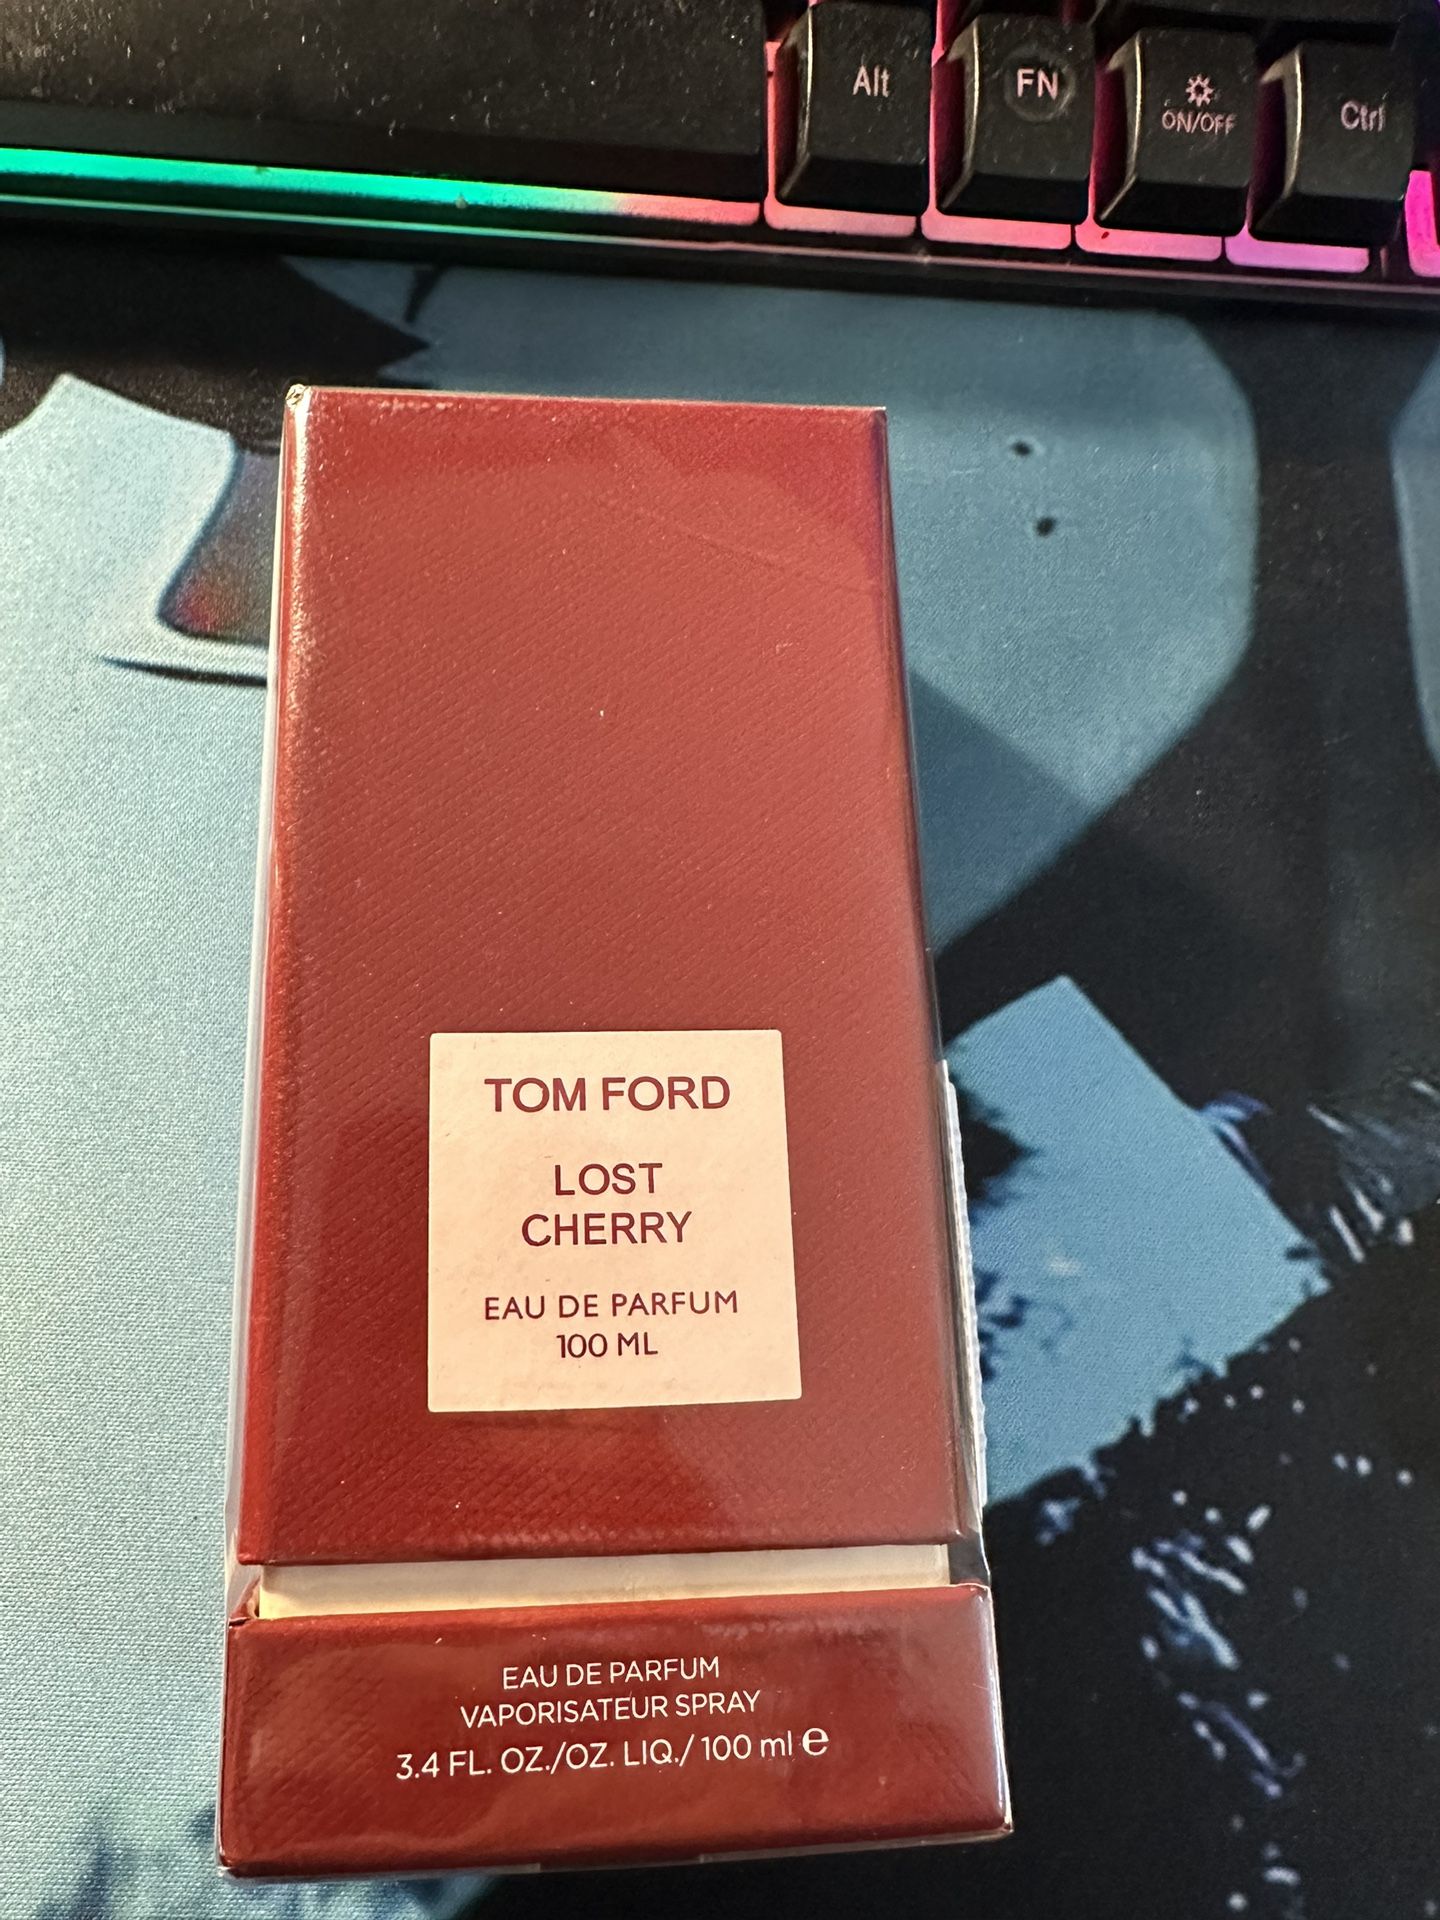 Alt
FN
ON/OFF
Ctrl
TOM FORD
LOST
CHERRY
EAU DE PARFUM
100 ML
EAU DE PARFUM
VAPORISATEUR SPRAY
3.4 FL. OZ./OZ. LIQ./ 100 ml ℮